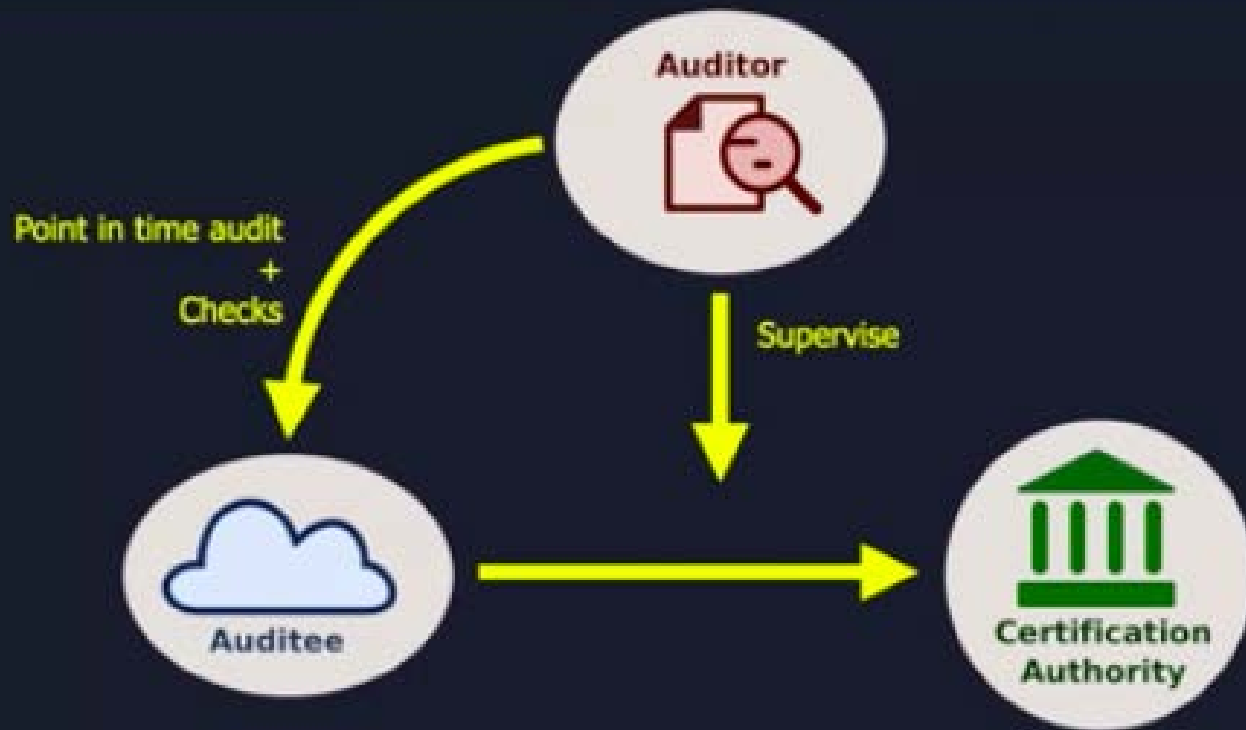 Auditor
Point in time audit
+
Checks
Supervise
Auditee
Certification
Authority